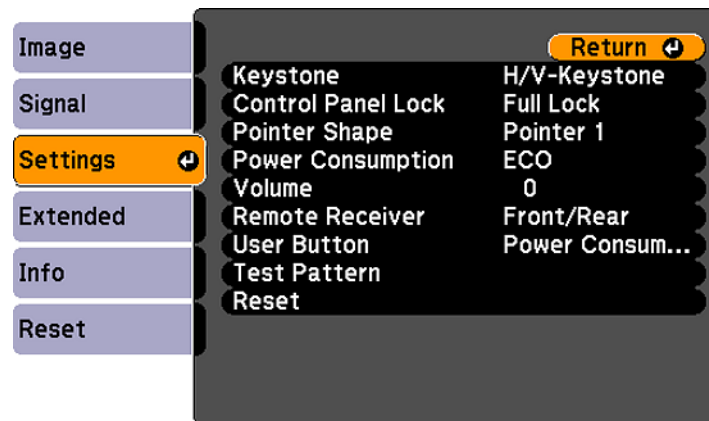 Image
Signal
Settings
Extended
Info
Reset
Return
Keystone H/V-Keystone
Control Panel Lock Full Lock
Pointer Shape Pointer 1
Power Consumption ECO
Volume 0
Remote Receiver Front/Rear
User Button Power Consum...
Test Pattern
Reset